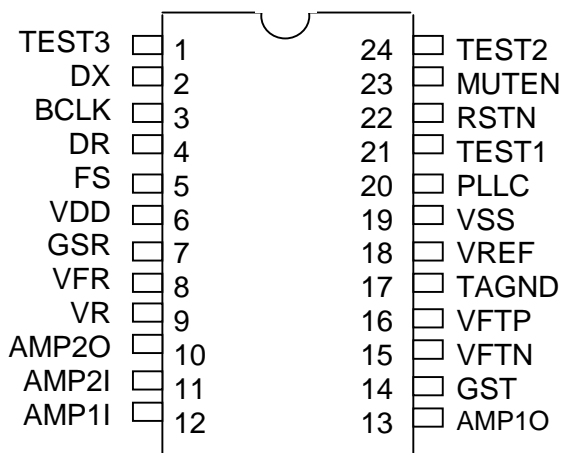 TEST3 1 24 TEST2
DX 2 23 MUTEN
BCLK 3 22 RSTN
DR 4 21 TEST1
FS 5 20 PLLC
VDD 6 19 VSS
GSR 7 18 VREF
VFR 8 17 TAGND
VR 9 16 VFTP
AMP2O 10 15 VFTN
AMP2I 11 14 GST
AMP1I 12 13 AMP1O